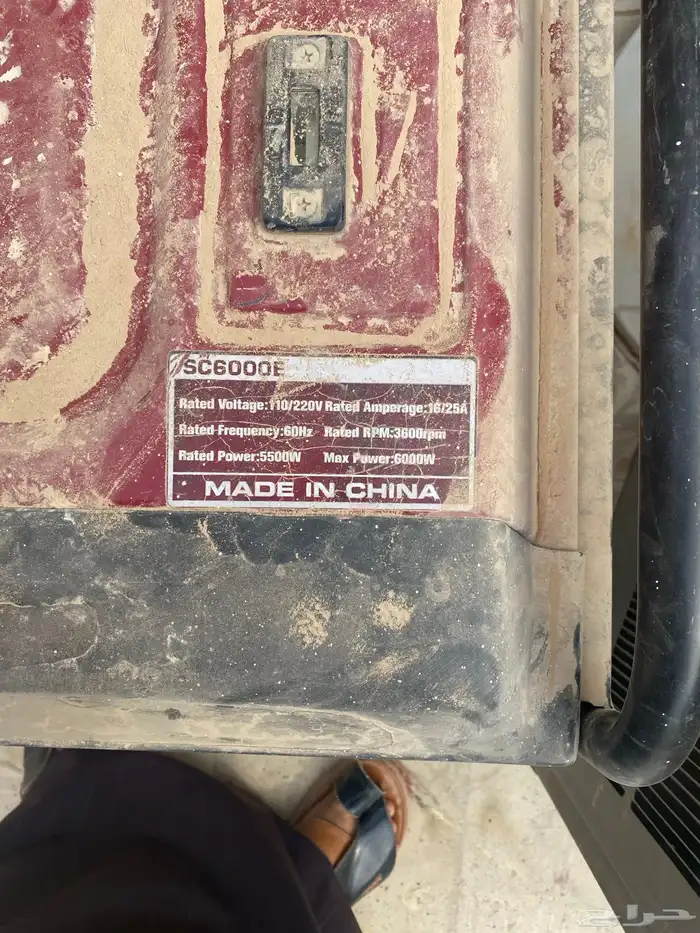 SC6000E
Rated Voltage:110/220V Rated Amperage:16/25A
Rated Frequency:60Hz Rated RPM:3600rpm
Rated Power:5500W Max Power:6000W
MADE IN CHINA
حراج